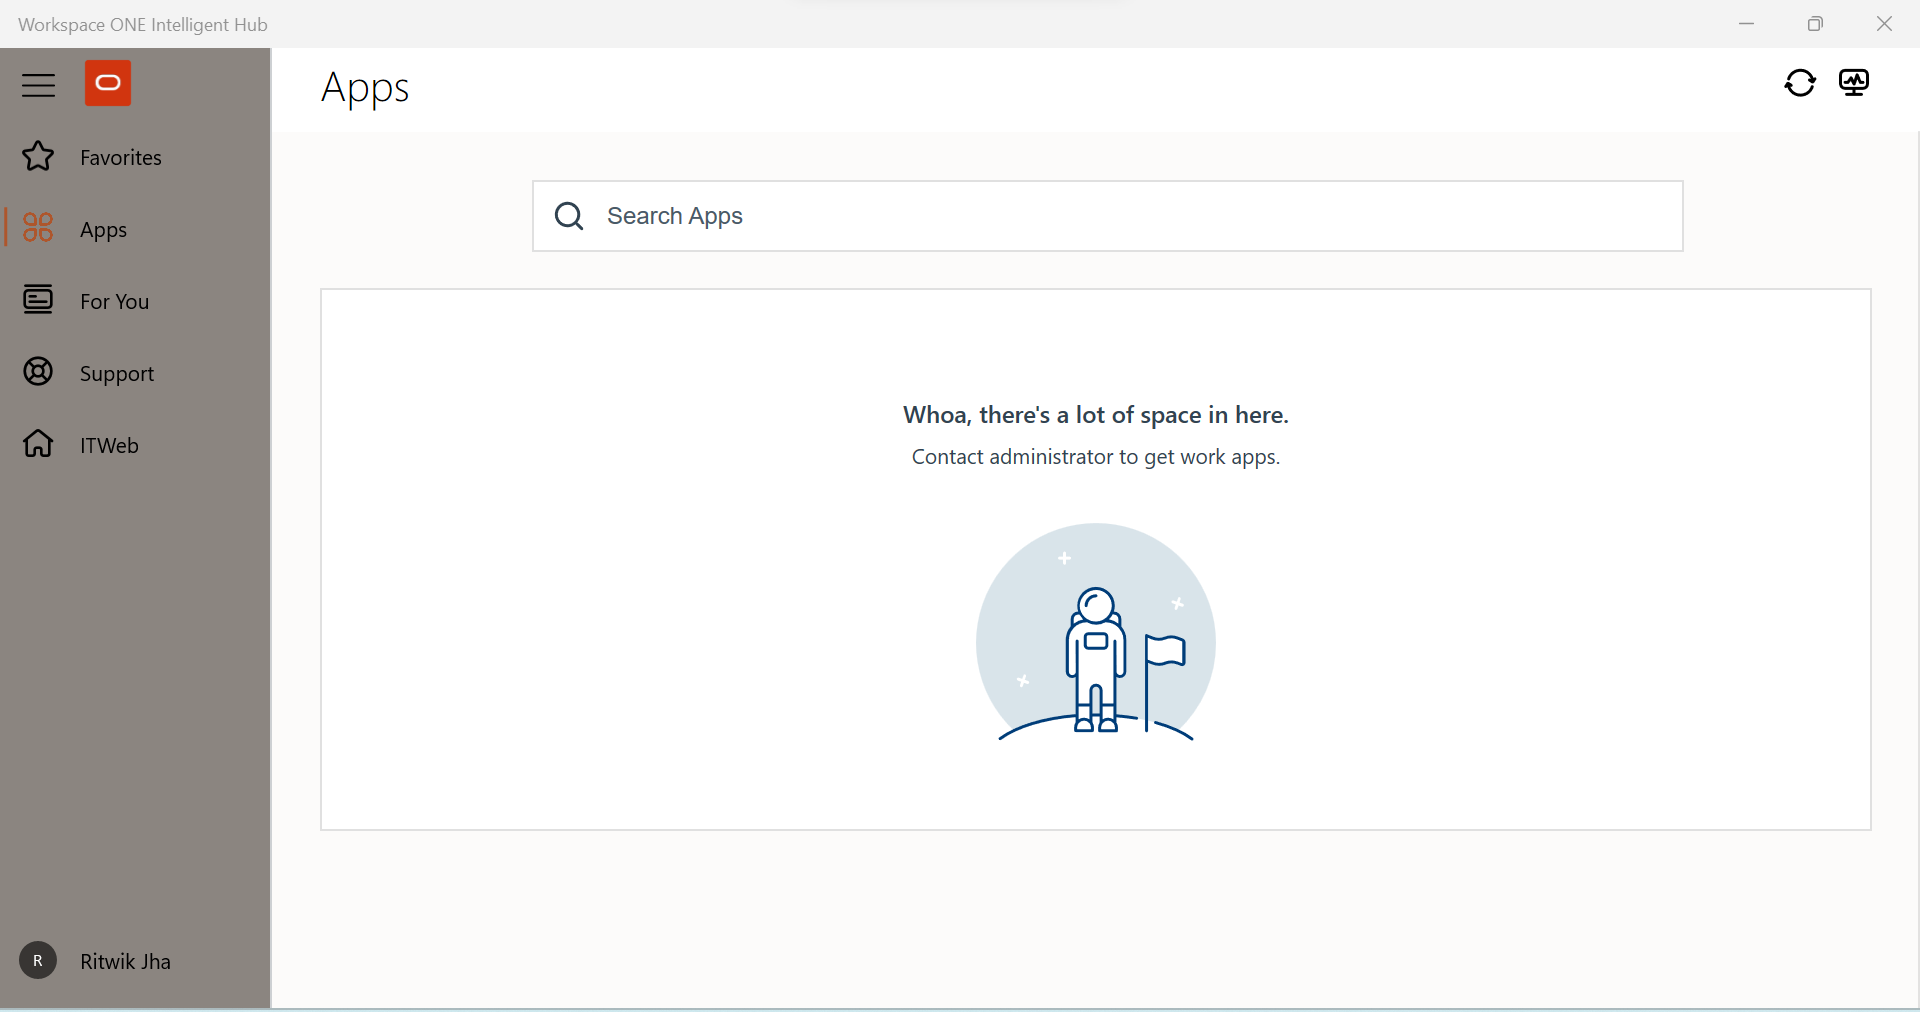 Workspace ONE Intelligent Hub
Apps
Favorites
Apps
For You
Support
ITWeb
Search Apps
Whoa, there's a lot of space in here.
Contact administrator to get work apps.
R
Ritwik Jha